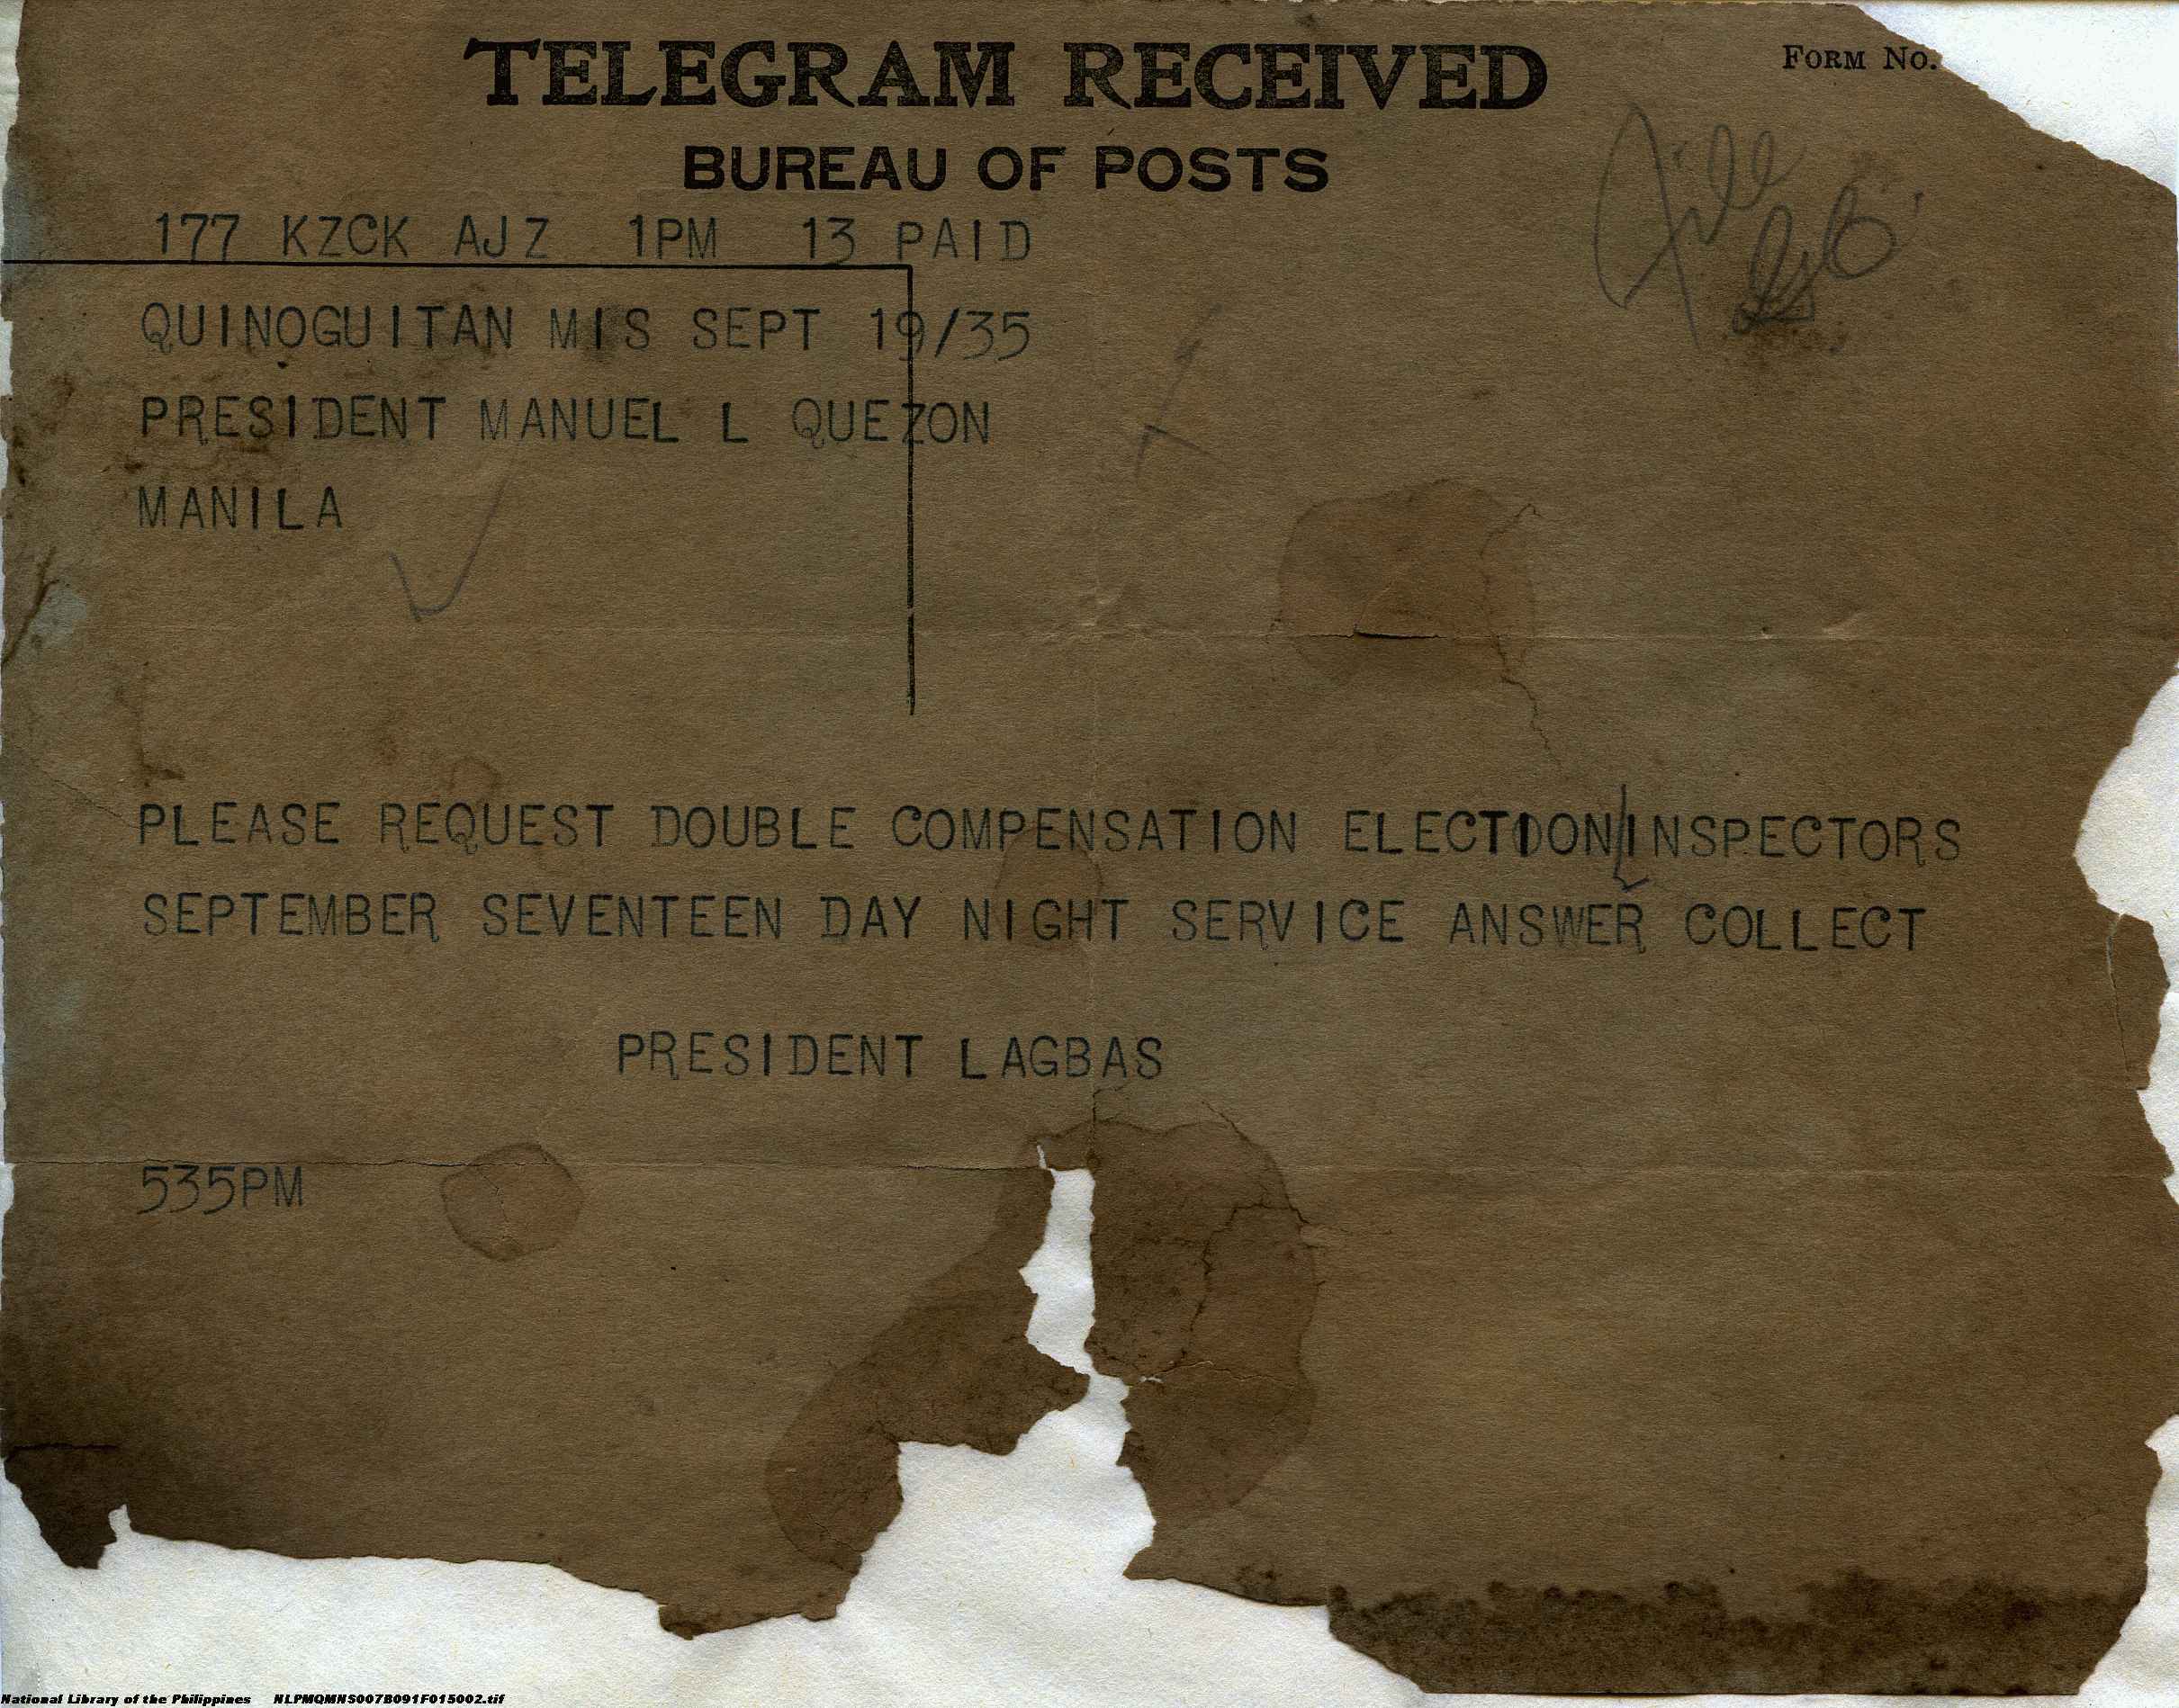 FORM NO.
TELEGRAM RECEIVED
BUREAU OF POSTS
File
177 KZCK AJZ 1PM 13 PAID
QUINOGUITAN MIS SEPT 19/35
PRESIDENT MANUEL L QUEZON
MANILA
PLEASE REQUEST DOUBLE COMPENSATION ELECTION/INSPECTORS
SEPTEMBER SEVENTEEN DAY NIGHT SERVICE ANSWER COLLECT
PRESIDENT LAGBAS
535PM
National Library of the Philippines NLPMQMNS007B091F015002.tif